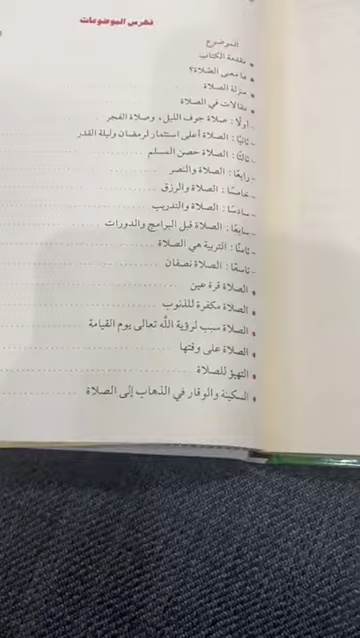 فهرس الموضوعات
الموضوع
مقدمة الكتاب
ما معنى الصلاة؟
منزلة الصلاة
مقالات في الصلاة
- أولًا: صلاة جوف الليل، وصلاة الفجر
- ثانيًا: الصلاة أعلى استثمار لرمضان وليلة القدر
- ثالثًا: الصلاة حصن المسلم
- رابعًا: الصلاة والنصر
- خامسًا: الصلاة والرزق
- سادسًا: الصلاة والتدريب
- سابعًا: الصلاة قبل البرامج والدورات
- ثامنًا: التربية هي الصلاة
- تاسعًا: الصلاة نصفان
الصلاة قرة عين
الصلاة مكفرة للذنوب
الصلاة سبب لرؤية الله تعالى يوم القيامة
الصلاة على وقتها
التهيؤ للصلاة
السكينة والوقار في الذهاب إلى الصلاة